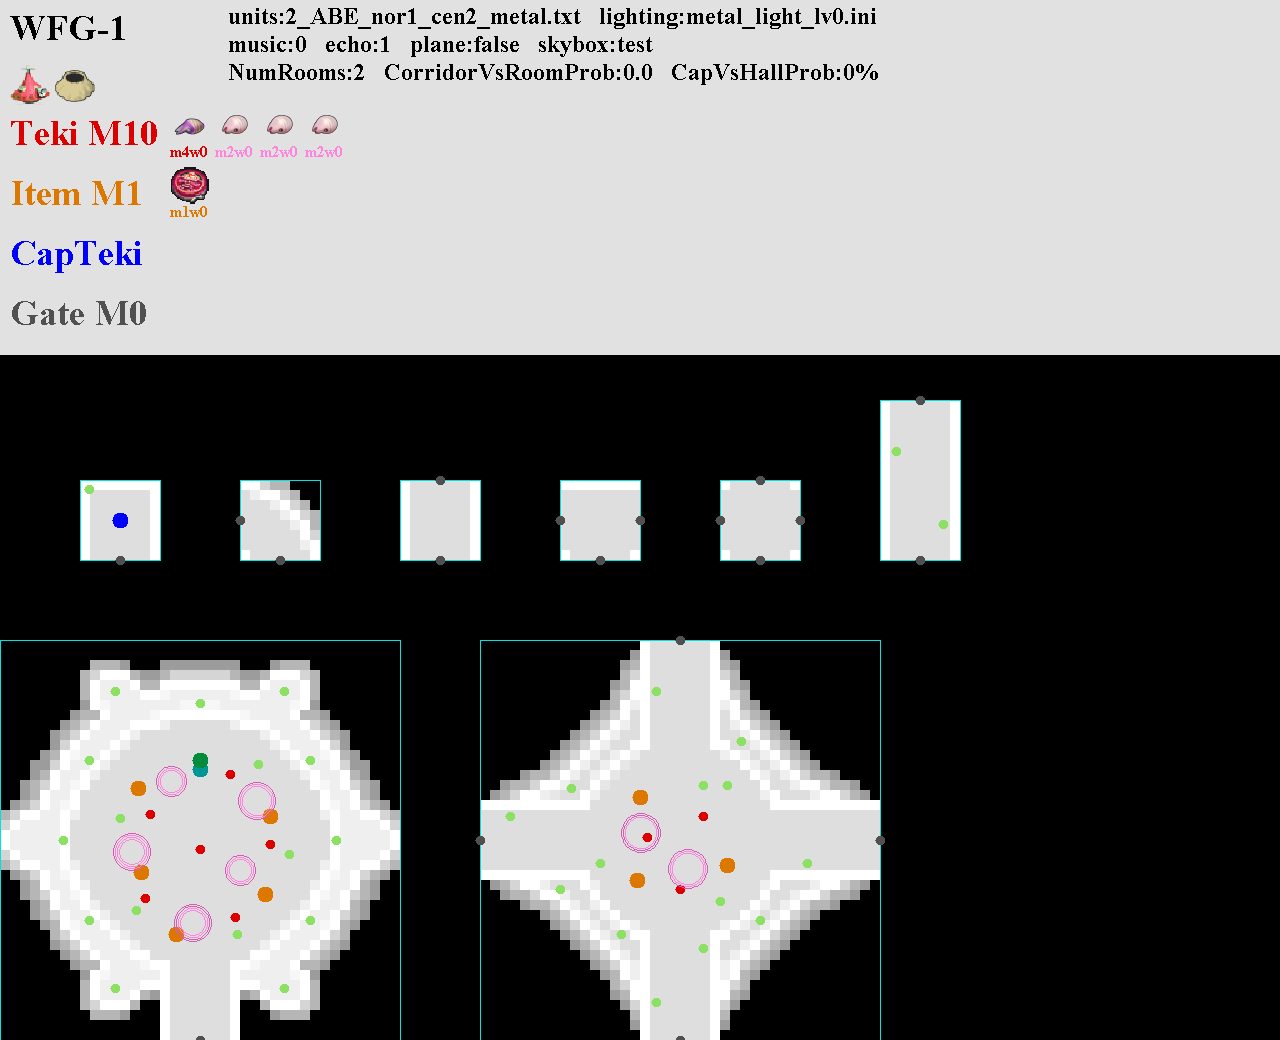 WFG-1
units:2_ABE_nor1_cen2_metal.txt lighting:metal_light_lv0.ini
music:0 echo:1 plane:false skybox:test
NumRooms:2 CorridorVsRoomProb:0.0 CapVsHallProb:0%
Teki M10
m4w0 m2w0 m2w0 m2w0
Item M1
m1w0
CapTeki
Gate M0